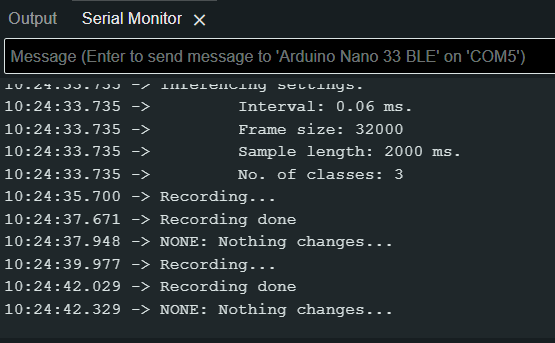 Output Serial Monitor ×
Message (Enter to send message to 'Arduino Nano 33 BLE' on 'COM5')
10:24:33.735 -> Inferencing settings:
10:24:33.735 -> Interval: 0.06 ms.
10:24:33.735 -> Frame size: 32000
10:24:33.735 -> Sample length: 2000 ms.
10:24:33.735 -> No. of classes: 3
10:24:35.700 -> Recording...
10:24:37.671 -> Recording done
10:24:37.948 -> NONE: Nothing changes...
10:24:39.977 -> Recording...
10:24:42.029 -> Recording done
10:24:42.329 -> NONE: Nothing changes...